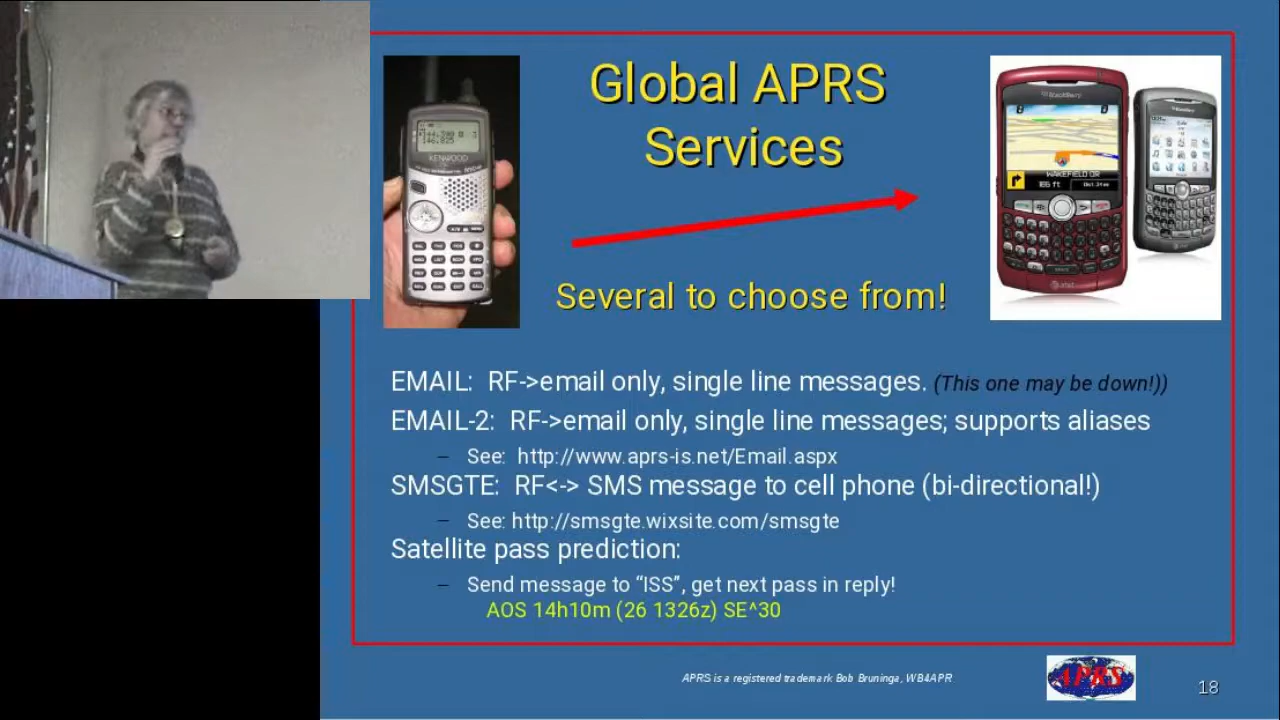 Global APRS
Services
KENWOOD
BlackBerry
WAKEFIELD DR
Several to choose from!
EMAIL:  RF->email only, single line messages. (This one may be down!))
EMAIL-2:  RF->email only, single line messages; supports aliases
– See:  http://www.aprs-is.net/Email.aspx
SMSGTE:  RF<-> SMS message to cell phone (bi-directional!)
– See: http://smsgte.wixsite.com/smsgte
Satellite pass prediction:
– Send message to “ISS”, get next pass in reply!
AOS 14h10m (26 1326z) SE^30
APRS is a registered trademark Bob Bruninga, WB4APR
APRS
18